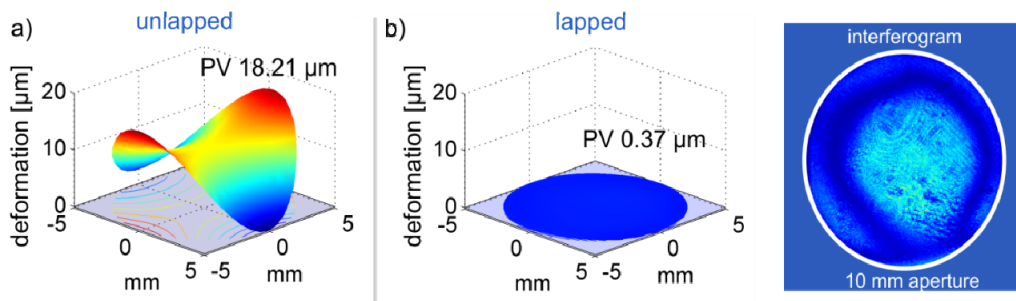 a)
unlapped
PV 18.21 µm
deformation [µm]
20
10
0
-5
0
mm
5
-5
0
mm
5
b)
lapped
PV 0.37 µm
deformation [µm]
20
10
0
-5
0
mm
5
-5
0
mm
5
interferogram
10 mm aperture